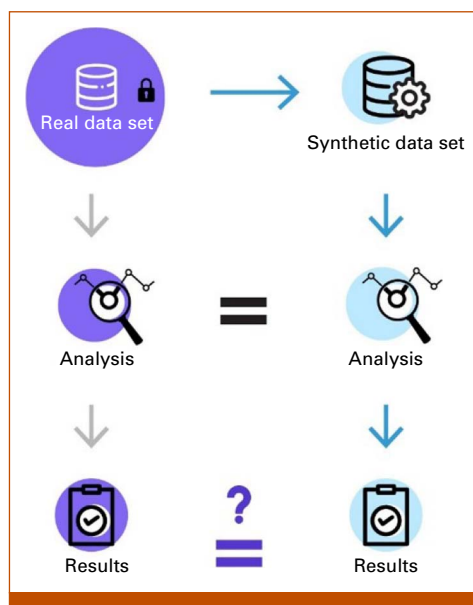 Real data set
Synthetic data set
=
Analysis
Analysis
?
=
Results
Results